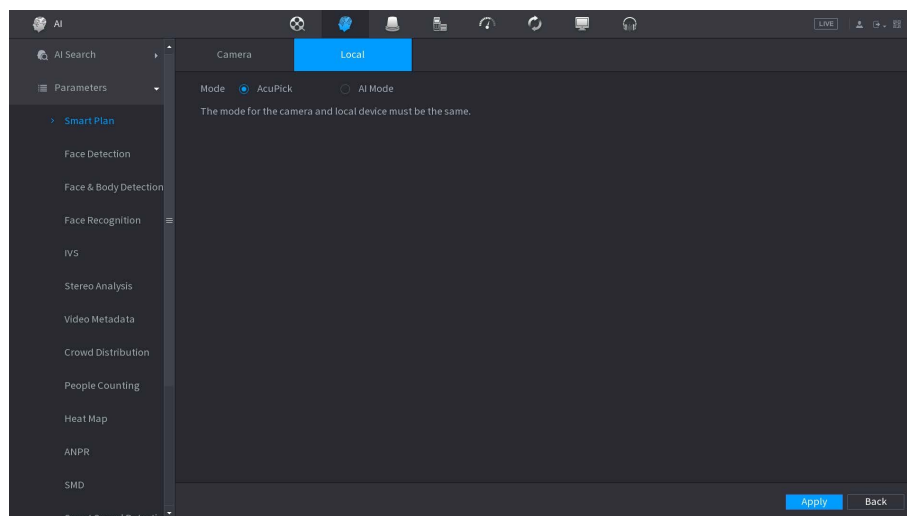 AI
LIVE
AI Search
Camera
Local
Parameters
Mode
AcuPick
AI Mode
The mode for the camera and local device must be the same.
Smart Plan
Face Detection
Face & Body Detection
Face Recognition
IVS
Stereo Analysis
Video Metadata
Crowd Distribution
People Counting
Heat Map
ANPR
SMD
Apply
Back